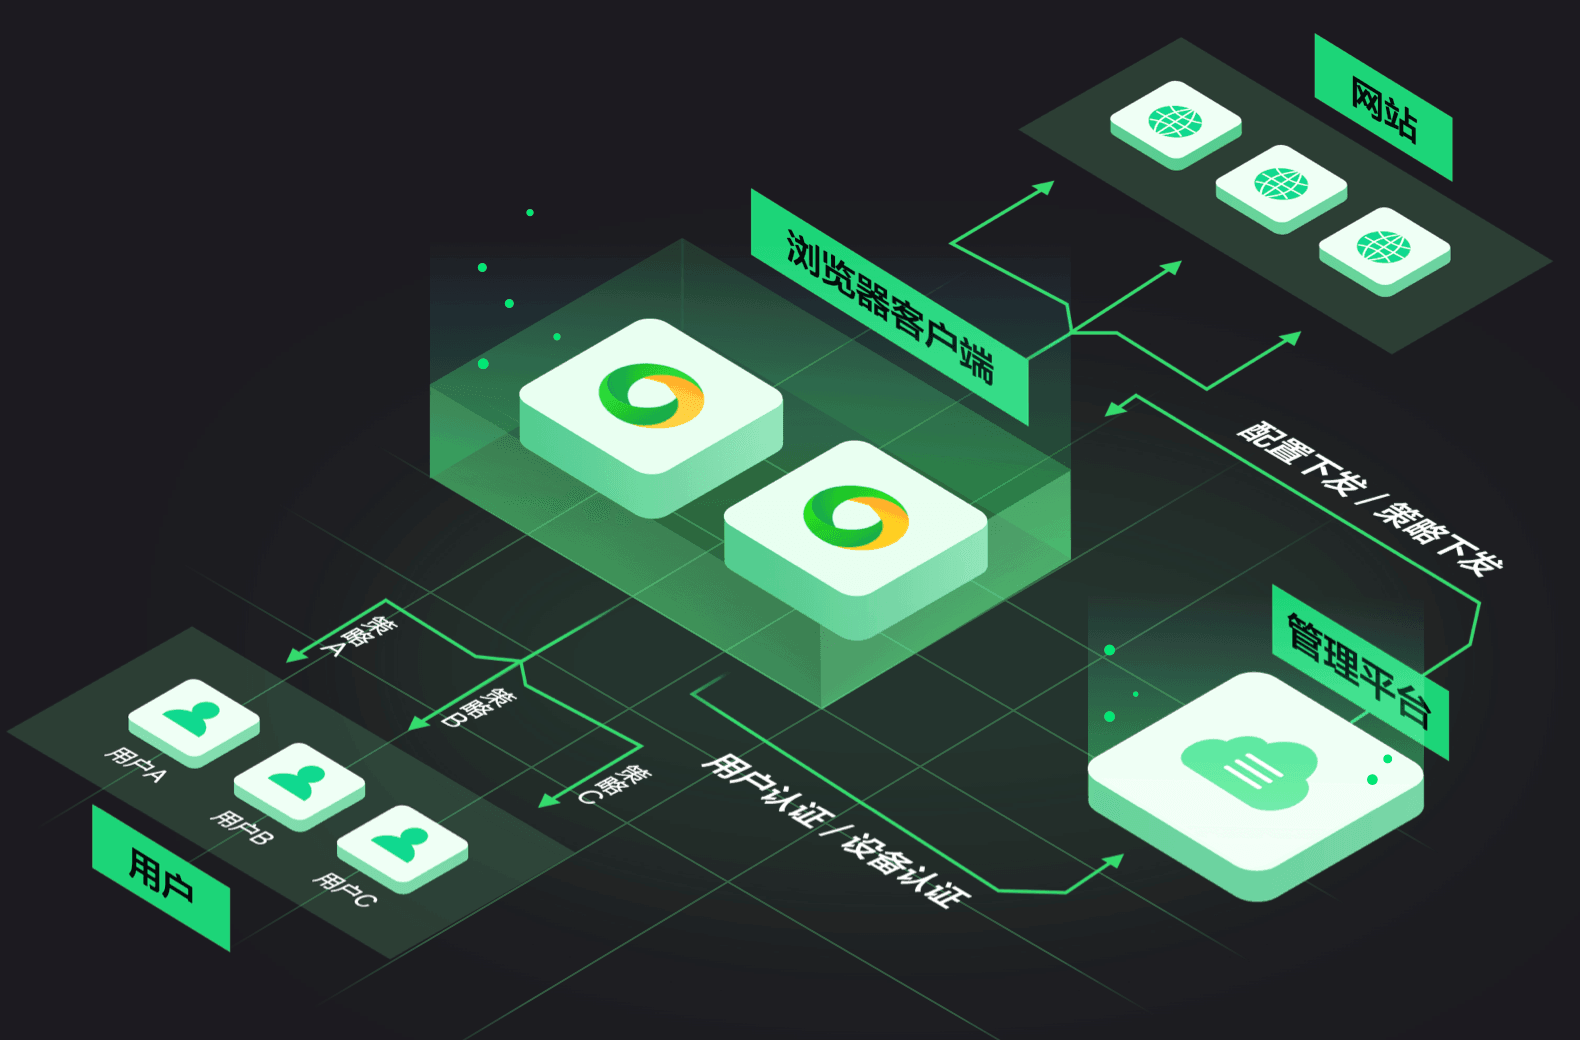 网站
浏览器客户端
配置下发 / 策略下发
管理平台
策略A
策略B
策略C
用户A
用户B
用户C
用户
用户认证 / 设备认证